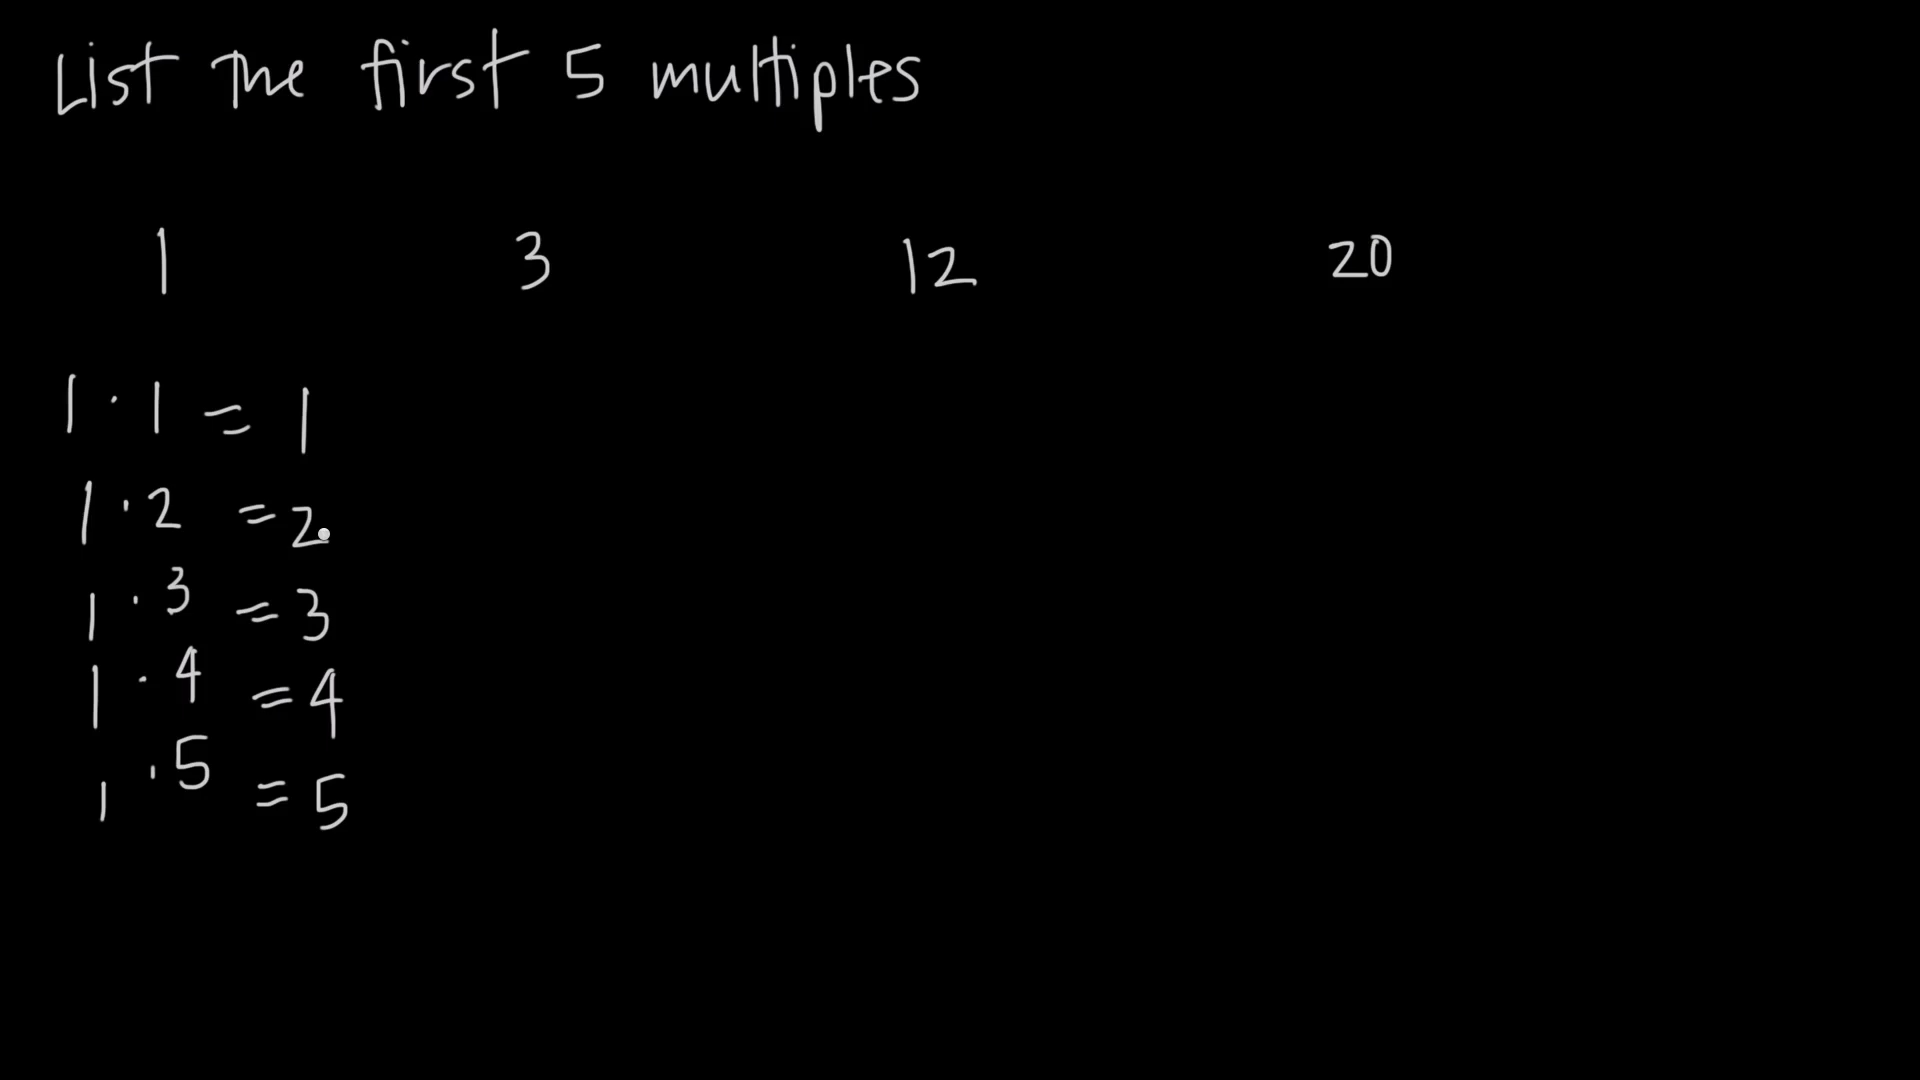 List the first 5 multiples
1 3 12 20
1 · 1 = 1
1 · 2 = 2
1 · 3 = 3
1 · 4 = 4
1 · 5 = 5